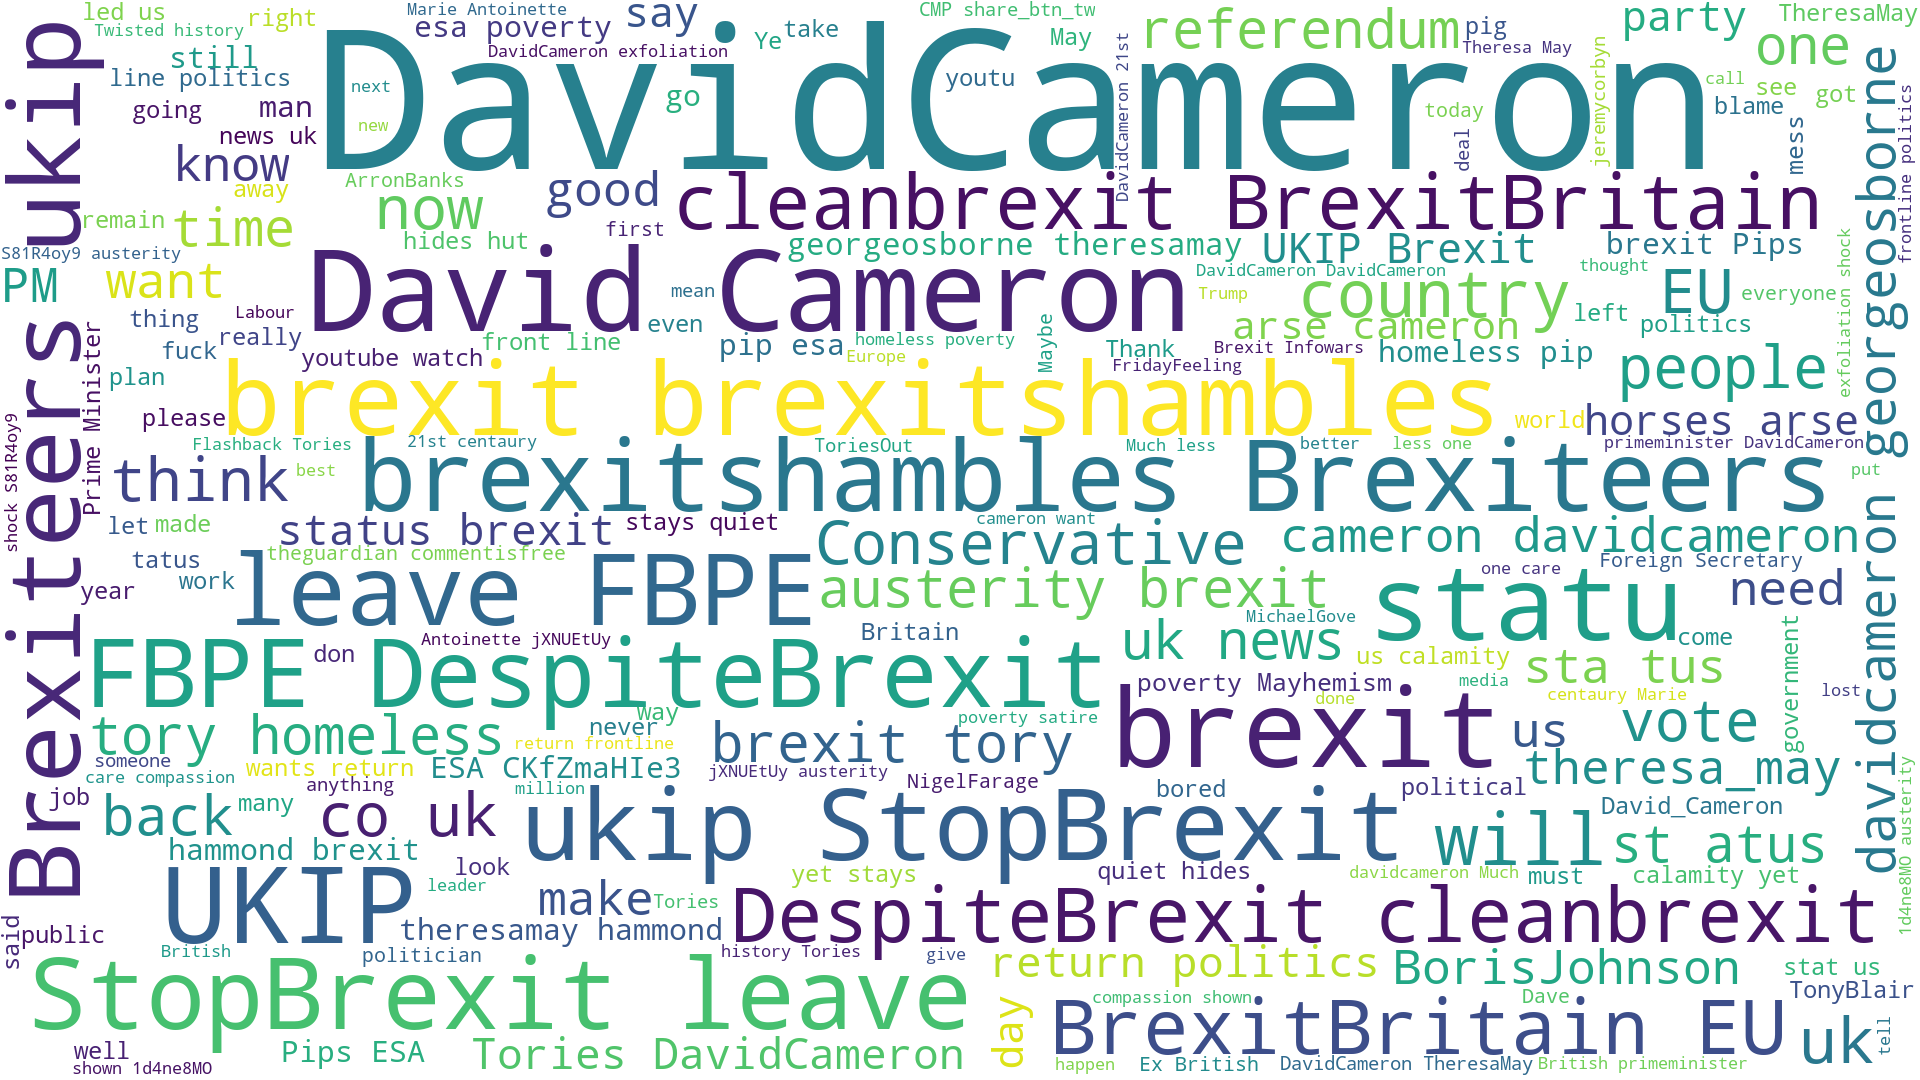 led us
Twisted history
right
Marie Antoinette
esa poverty
say
DavidCameron exfoliation
Ye
take
CMP share_btn_tw
May
referendum
pig
Theresa May
party
TheresaMay
one
ukip
still
line politics
going
man
news uk
next
new
DavidCameron
go
youtu
DavidCameron 21st
today
deal
jeremycorbyn
call
see
got
blame
mess
frontline politics
know
away
ArronBanks
good
cleanbrexit BrexitBritain
remain
time
now
hides hut
first
S81R4oy9 austerity
PM
want
David Cameron
georgeosborne theresamay
UKIP Brexit
brexit Pips
DavidCameron DavidCameron
thought
Trump
mean
country
EU
everyone
exfoliation shock
davidcameron georgeosborne
thing
Labour
really
even
arse cameron
left
politics
fuck
youtube watch
front line
pip esa
homeless poverty
Europe
Maybe
Thank
Brexit Infowars
FridayFeeling
homeless pip
people
plan
Prime Minister
please
brexit brexitshambles
world
horses arse
Flashback Tories
21st centaury
ToriesOut
Much less
better
less one
primeminister DavidCameron
think
best
brexitshambles Brexiteers
put
shock S81R4oy9
Brexiteers
let
made
status brexit
stays quiet
cameron want
Conservative
cameron davidcameron
tatus
theguardian commentisfree
Foreign Secretary
year
work
leave FBPE
one care
austerity brexit
statu
need
MichaelGove
Antoinette jXNUEtUy
Britain
uk news
come
government
FBPE DespiteBrexit
don
us calamity
sta tus
poverty Mayhemism
media
centaury Marie
lost
done
tory homeless
never
way
poverty satire
brexit
return frontline
brexit tory
us
vote
someone
care compassion
wants return
ESA CKfZmaHIe3
jXNUEtUy austerity
NigelFarage
theresa_may
anything
million
bored
political
job
back
many
co uk
ukip StopBrexit
David_Cameron
1d4ne8MO austerity
hammond brexit
will
st atus
look
yet stays
quiet hides
davidcameron Much
must
calamity yet
UKIP
leader
make
Tories
DespiteBrexit cleanbrexit
said
public
theresamay hammond
British
politician
history Tories
give
StopBrexit leave
return politics
BorisJohnson
stat us
day
compassion shown
Dave
TonyBlair
BrexitBritain EU
uk
tell
well
shown 1d4ne8MO
Pips ESA
Tories DavidCameron
happen
Ex British
DavidCameron TheresaMay
British primeminister